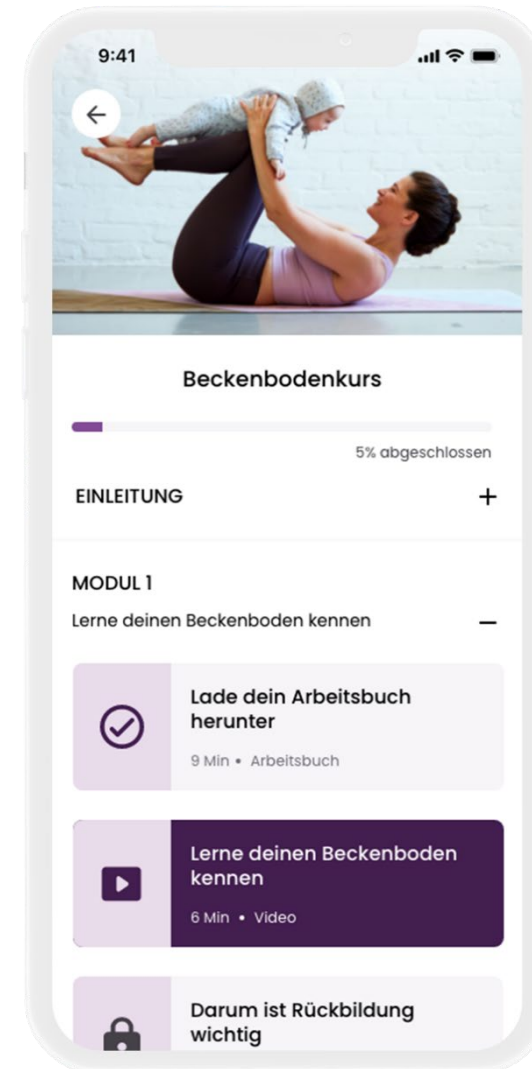 9:41
Beckenbodenkurs
5% abgeschlossen
EINLEITUNG
MODUL 1
Lerne deinen Beckenboden kennen
Lade dein Arbeitsbuch
herunter
9 Min • Arbeitsbuch
Lerne deinen Beckenboden
kennen
6 Min • Video
Darum ist Rückbildung
wichtig